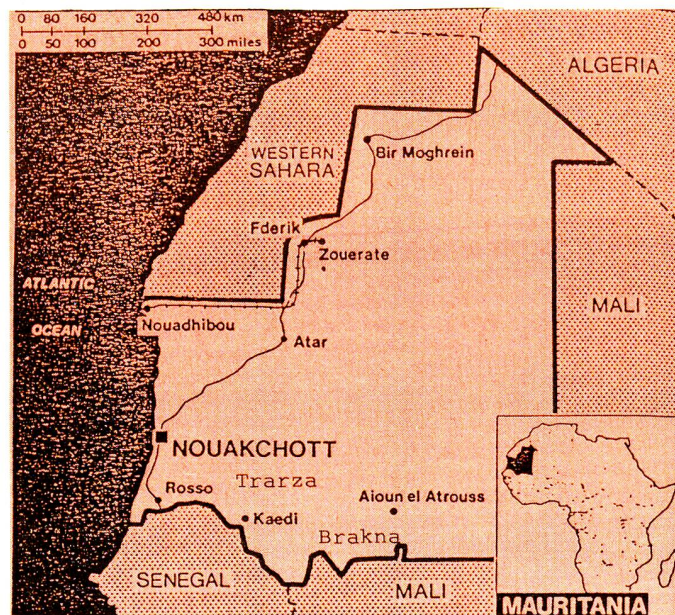 0 80 160 320 480 km
0 50 100 200 300 miles
ALGERIA
WESTERN
SAHARA
Bir Moghrein
Fderik
Zouerate
ATLANTIC
OCEAN
MALI
Nouadhibou
Atar
NOUAKCHOTT
Trarza
Rosso
Aioun el Atrouss
Kaedi
Brakna
SENEGAL
MALI
MAURITANIA